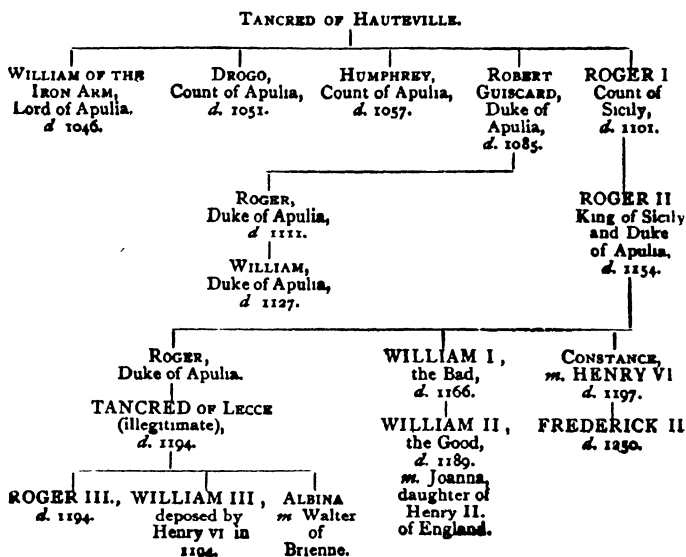 TANCRED OF HAUTEVILLE.
WILLIAM OF THE
IRON ARM,
Lord of Apulia.
d 1046.
DROGO,
Count of Apulia,
d. 1051.
HUMPHREY,
Count of Apulia,
d. 1057.
ROBERT
GUISCARD,
Duke of
Apulia,
d. 1085.
ROGER I
Count of
Sicily,
d. 1101.
ROGER,
Duke of Apulia,
d 1111.
WILLIAM,
Duke of Apulia,
d 1127.
ROGER II
King of Sicily
and Duke
of Apulia,
d. 1154.
ROGER,
Duke of Apulia.
TANCRED OF LECCE
(illegitimate),
d. 1194.
WILLIAM I,
the Bad,
d. 1166.
WILLIAM II,
the Good,
d. 1189.
m. Joanna,
daughter of
Henry II.
of England.
CONSTANCE,
m. HENRY VI
d. 1197.
FREDERICK II
d. 1250.
ROGER III.,
d. 1194.
WILLIAM III,
deposed by
Henry VI in
1194.
ALBINA
m Walter
of
Brienne.